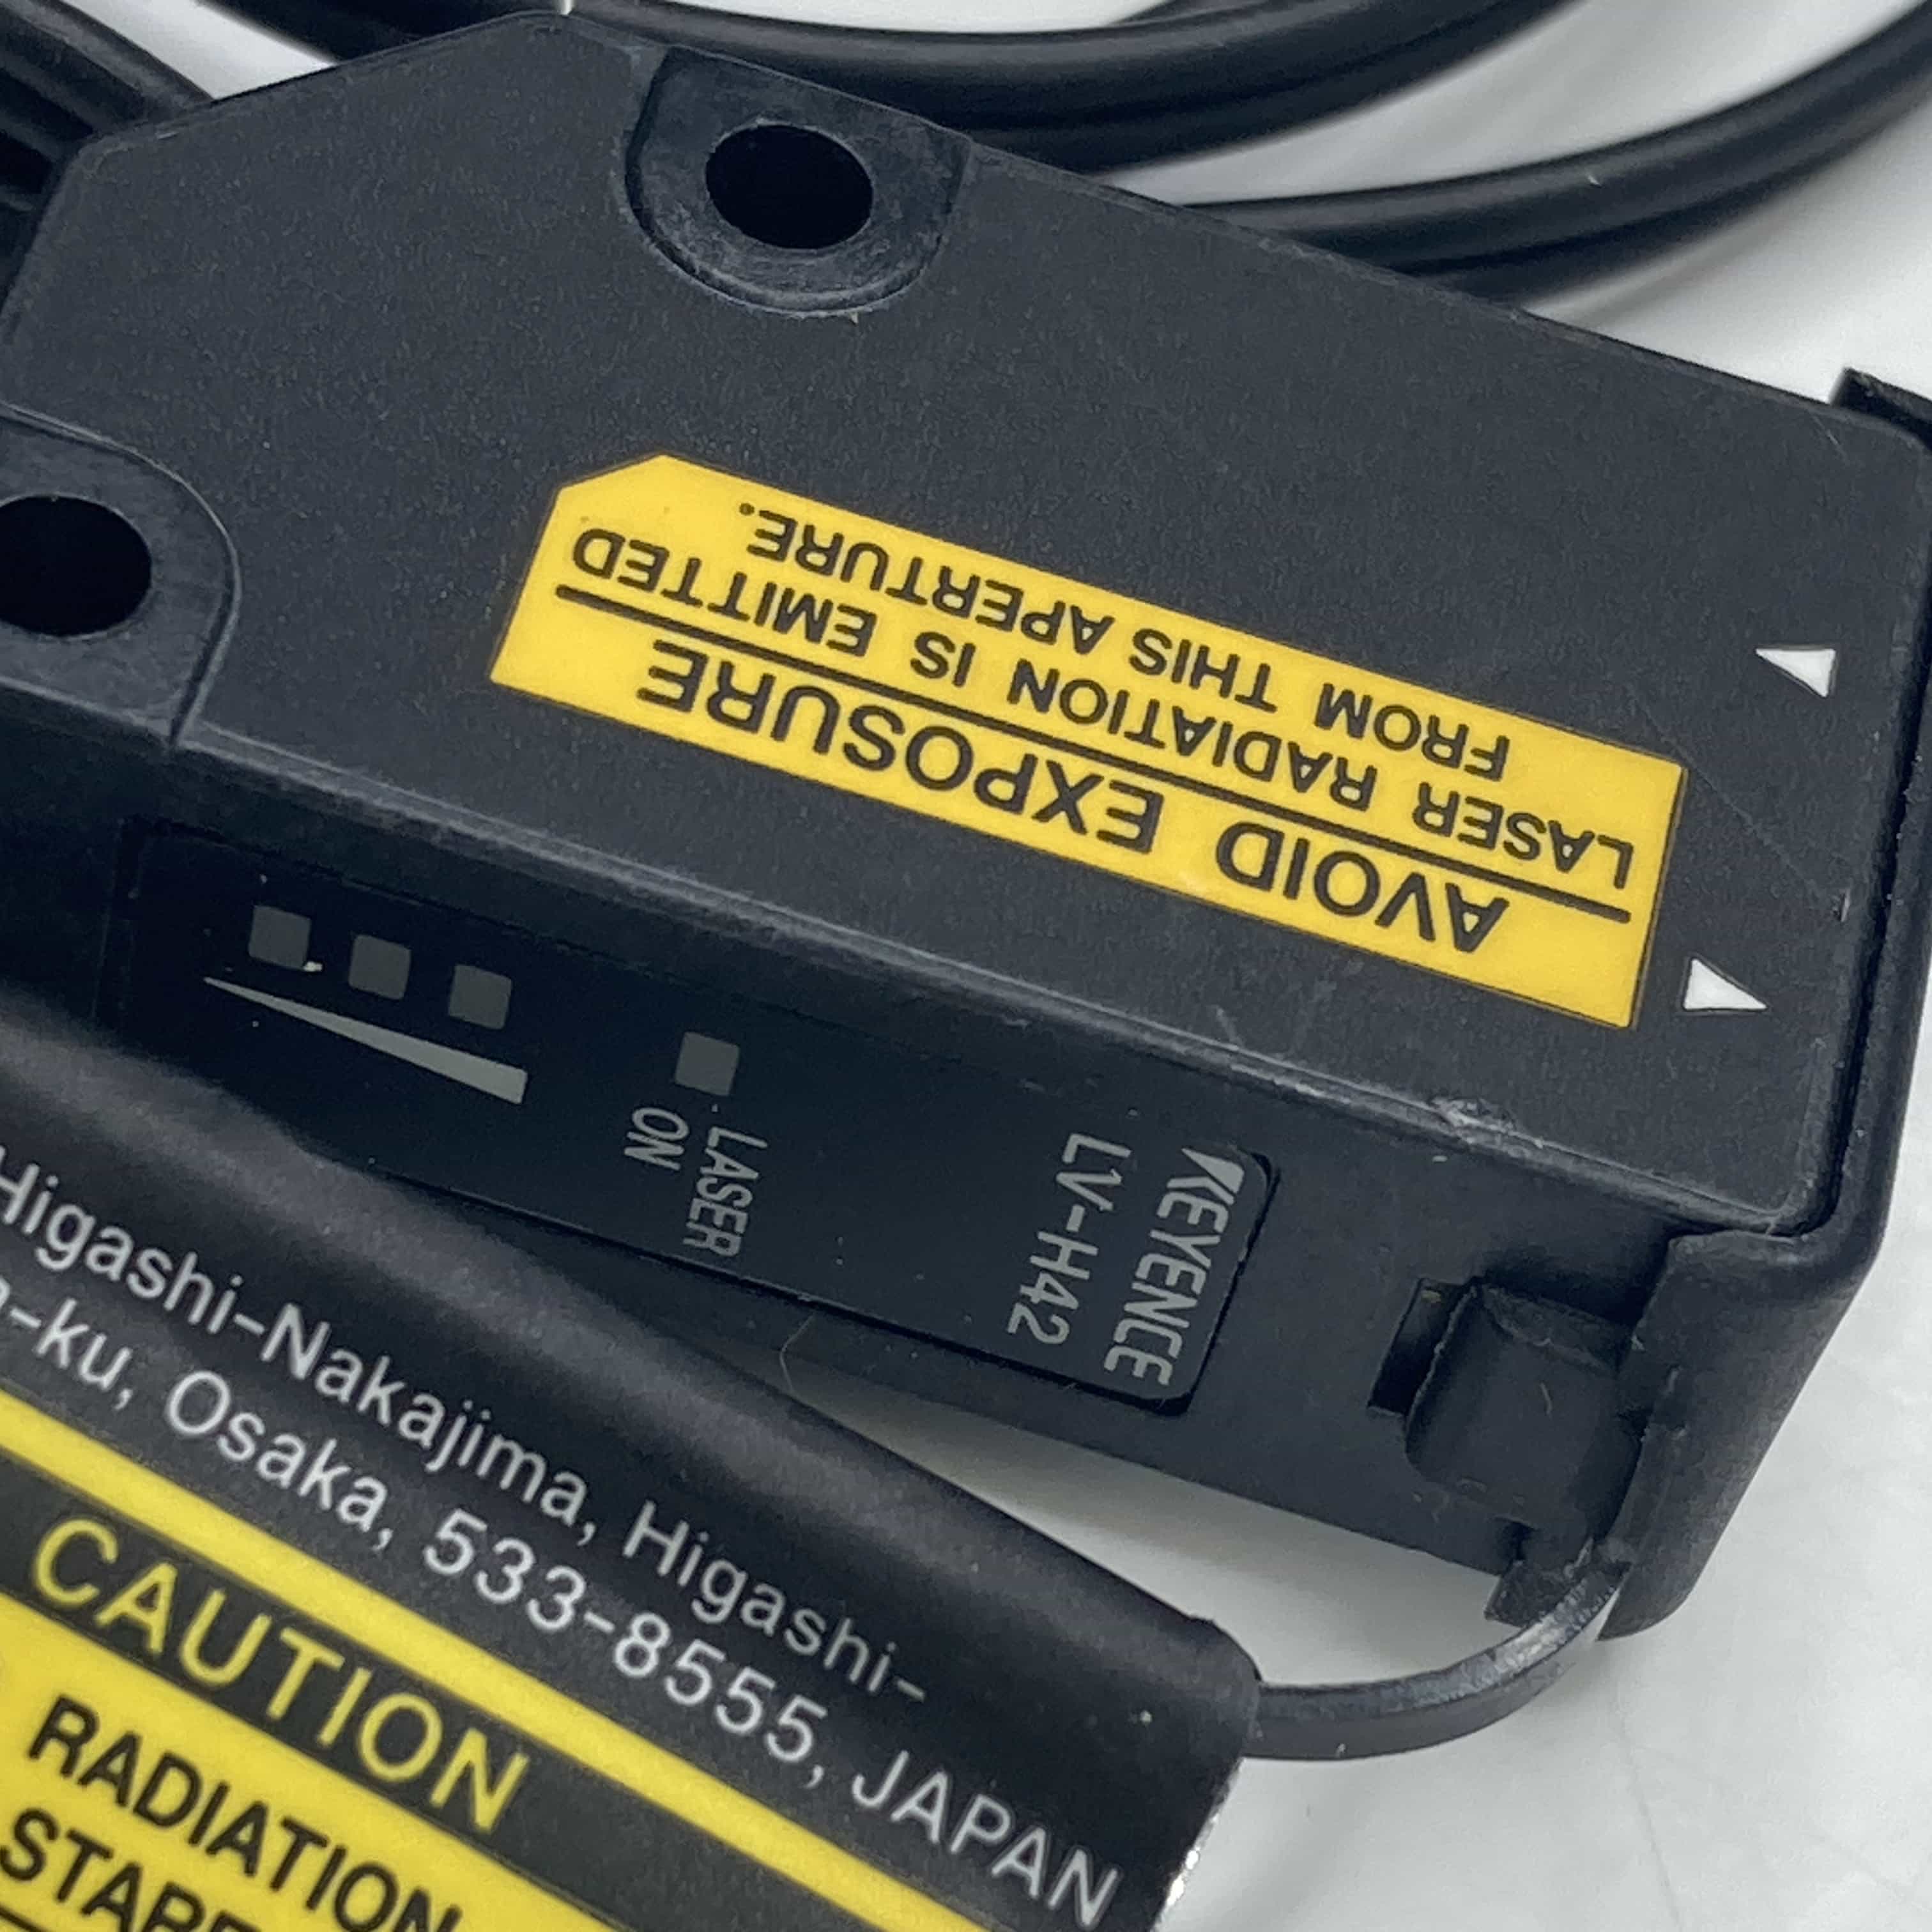 AVOID EXPOSURE
LASER RADIATION IS EMITTED
FROM THIS APERTURE.
LASER
ON
KEYENCE
LV-H42
Higashi-Nakajima, Higashi-
-ku, Osaka, 533-8555, JAPAN
CAUTION
RADIATION